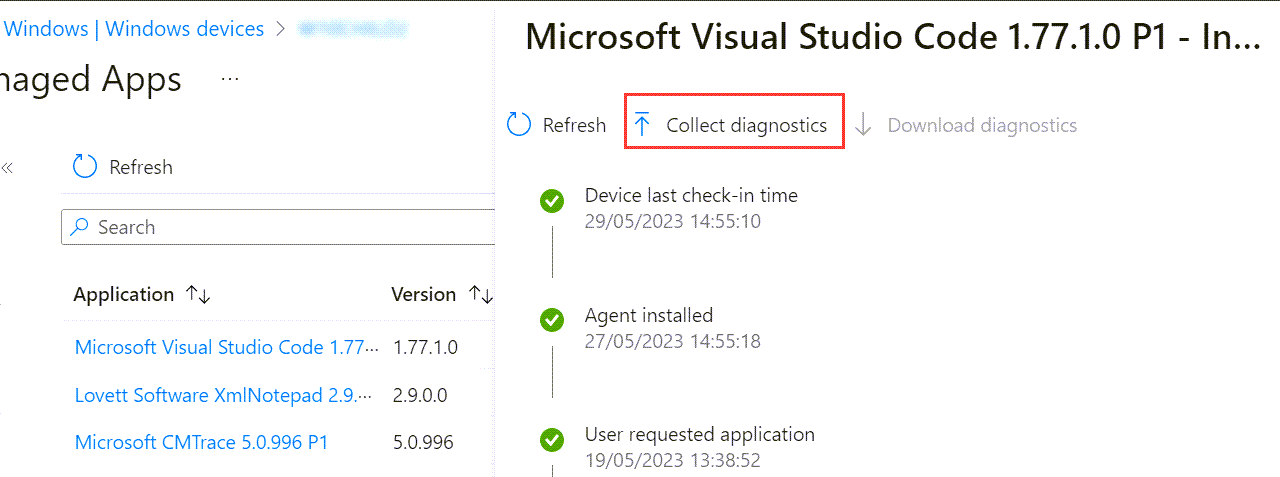 Windows | Windows devices >
naged Apps ...
«
Refresh
Search
Application ↑↓ Version ↑↓
Microsoft Visual Studio Code 1.77... 1.77.1.0
Lovett Software XmlNotepad 2.9.... 2.9.0.0
Microsoft CMTrace 5.0.996 P1 5.0.996
Microsoft Visual Studio Code 1.77.1.0 P1 - In...
Refresh Collect diagnostics Download diagnostics
Device last check-in time
29/05/2023 14:55:10
Agent installed
27/05/2023 14:55:18
User requested application
19/05/2023 13:38:52